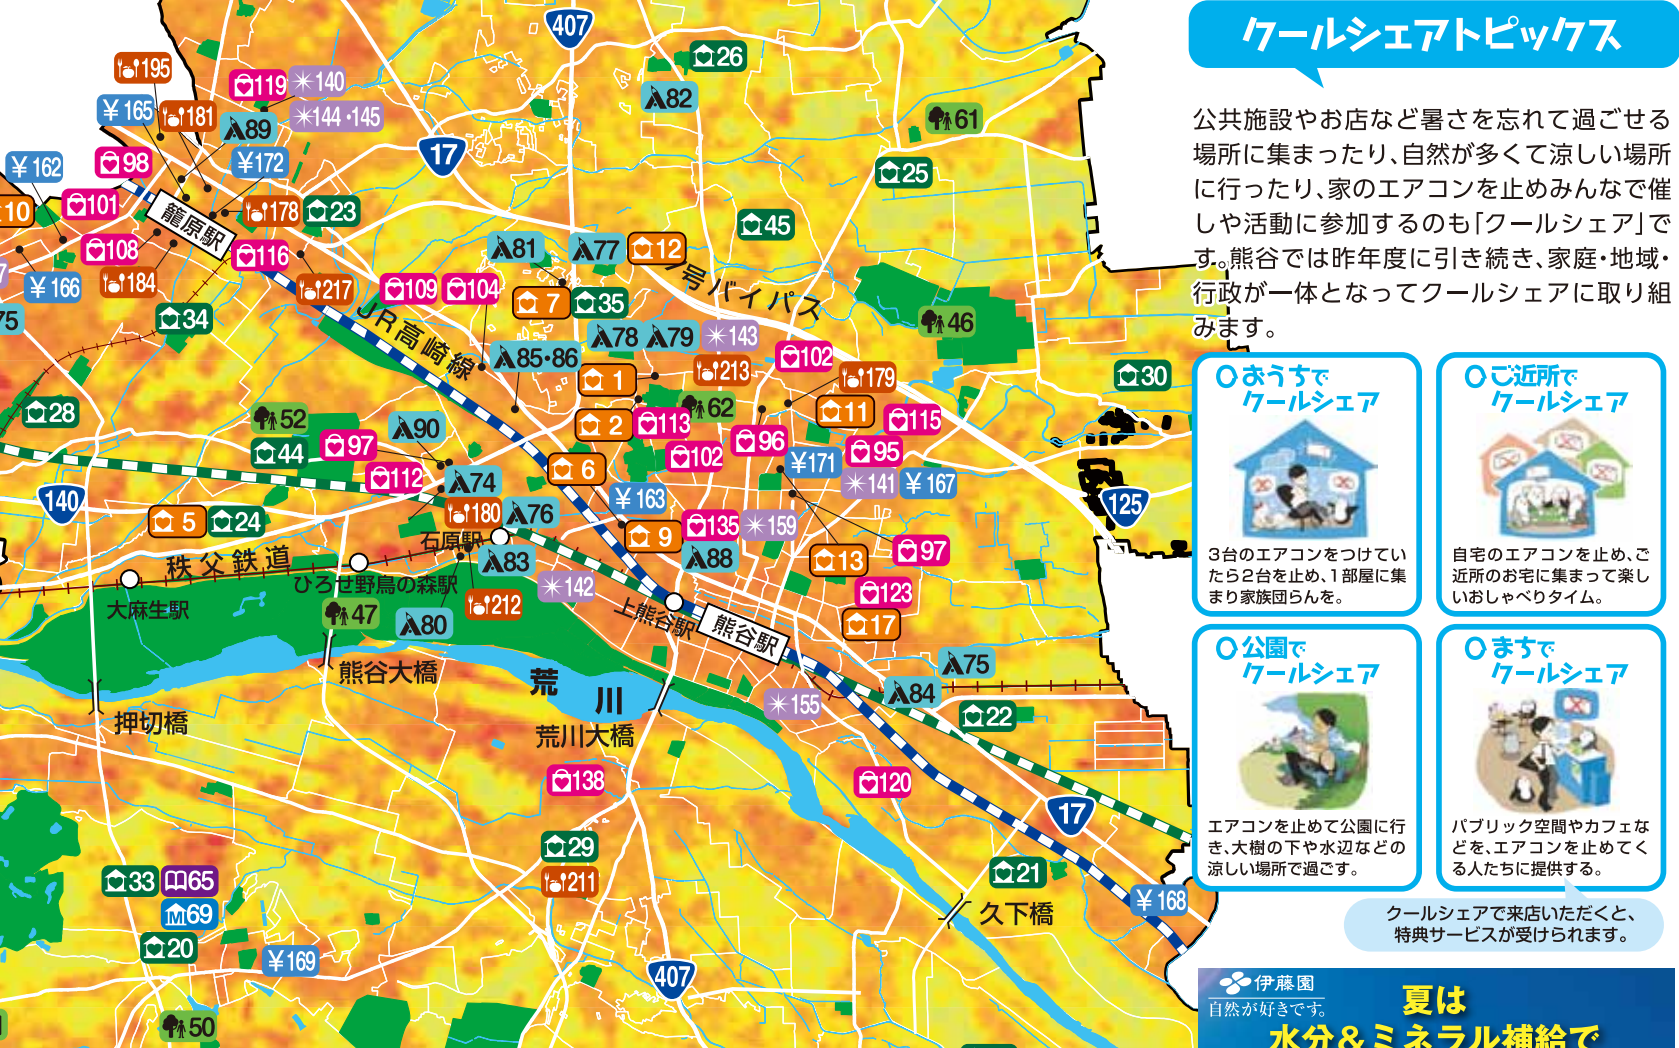 407
26
195
119
140
82
165
181
144・145
61
89
17
98
172
162
25
101
10
178
23
籠原駅
45
108
116
81
77
12
号バイパス
166
184
217
109
104
7
35
46
75
34
JR高崎線
78
79
143
85・86
102
213
179
30
1
28
52
62
11
90
2
113
115
44
97
96
102
95
112
6
171
74
141
167
140
163
125
5
24
180
76
9
135
159
石原駅
97
秩父鉄道
83
88
13
ひろせ野鳥の森駅
142
大麻生駅
212
123
47
80
上熊谷駅
熊谷駅
17
熊谷大橋
75
荒川
84
155
22
押切橋
荒川大橋
138
120
17
29
33
65
211
21
69
168
久下橋
20
169
407
50
クールシェアトピックス
公共施設やお店など暑さを忘れて過ごせる
場所に集まったり、自然が多くて涼しい場所
に行ったり、家のエアコンを止めみんなで催
しや活動に参加するのも「クールシェア」で
す。熊谷では昨年度に引き続き、家庭・地域・
行政が一体となってクールシェアに取り組
みます。
おうちで
クールシェア
3台のエアコンをつけてい
たら2台を止め、1部屋に集
まり家族団らんを。
ご近所で
クールシェア
自宅のエアコンを止め、ご
近所のお宅に集まって楽し
いおしゃべりタイム。
公園で
クールシェア
エアコンを止めて公園に行
き、大樹の下や水辺などの
涼しい場所で過ごす。
まちで
クールシェア
パブリック空間やカフェな
どを、エアコンを止めてく
る人たちに提供する。
クールシェアで来店いただくと、
特典サービスが受けられます。
伊藤園
自然が好きです。
夏は
水分＆ミネラル補給で